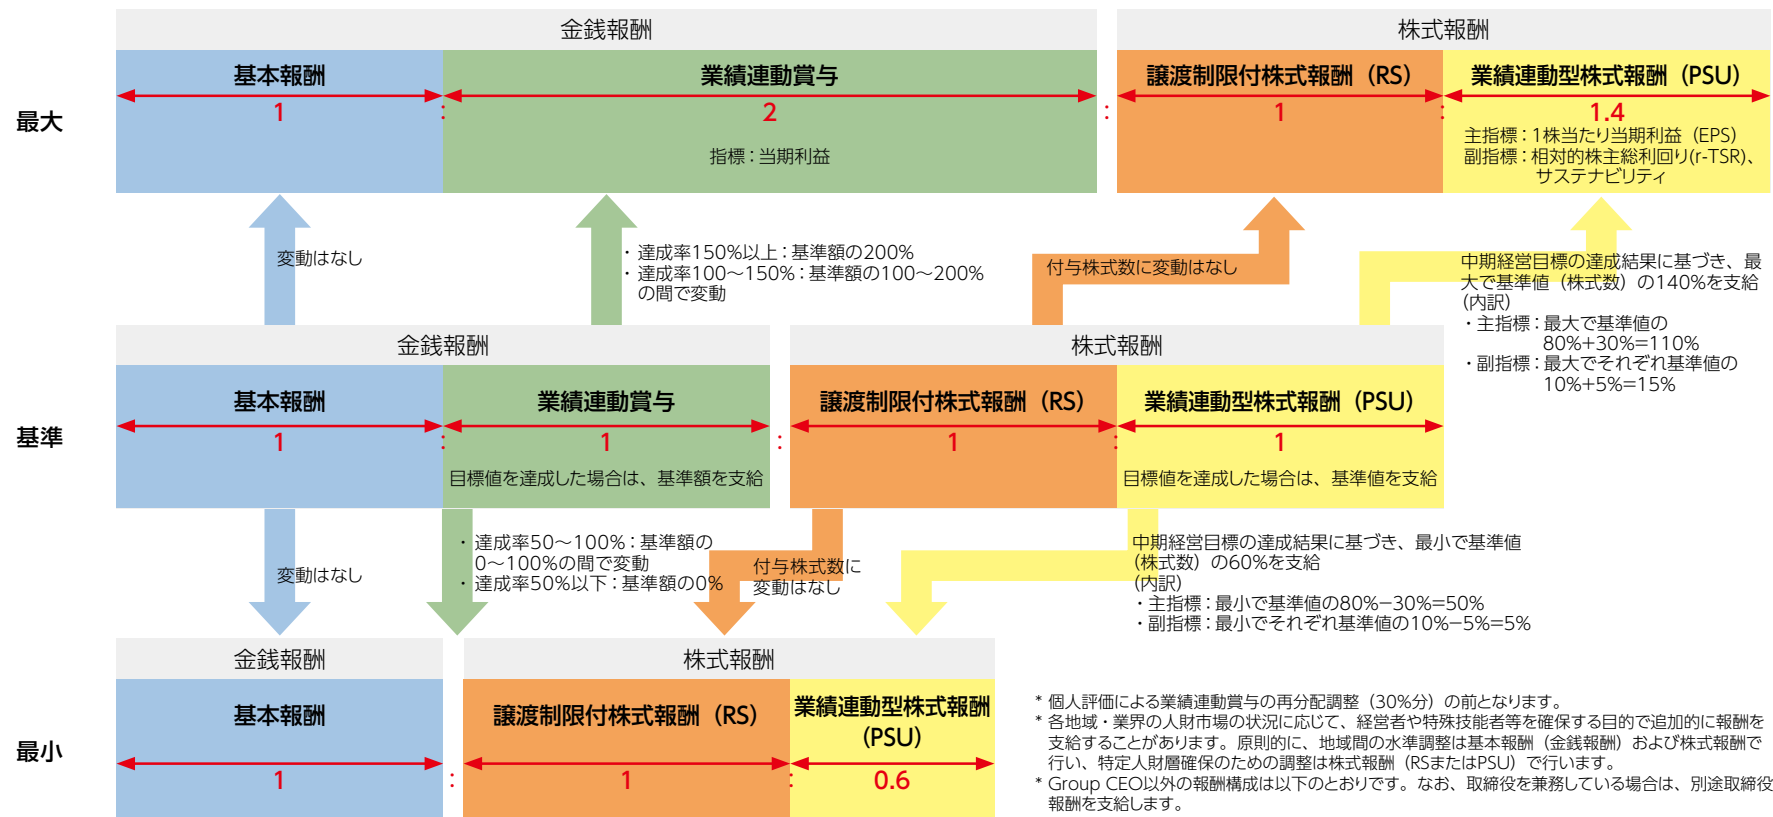 金銭報酬
株式報酬
最大
基本報酬
業績連動賞与
譲渡制限付株式報酬（RS）
業績連動型株式報酬（PSU）
1
:
2
:
1
:
1.4
指標：当期利益
主指標：1株当たり当期利益（EPS）
副指標：相対的株主総利回り(r-TSR)、
サステナビリティ
変動はなし
・達成率150%以上：基準額の200%
・達成率100～150%：基準額の100～200%
の間で変動
付与株式数に変動はなし
中期経営目標の達成結果に基づき、最
大で基準値（株式数）の140%を支給
(内訳)
・主指標：最大で基準値の
80%+30%=110%
・副指標：最大でそれぞれ基準値の
10%+5%=15%
金銭報酬
株式報酬
基準
基本報酬
業績連動賞与
譲渡制限付株式報酬（RS）
業績連動型株式報酬（PSU）
1
:
1
:
1
:
1
目標値を達成した場合は、基準額を支給
目標値を達成した場合は、基準値を支給
変動はなし
・達成率50～100%：基準額の
0～100%の間で変動
・達成率50%以下：基準額の0%
付与株式数に
変動はなし
中期経営目標の達成結果に基づき、最小で基準値
(株式数）の60%を支給
(内訳)
・主指標：最小で基準値の80%−30%=50%
・副指標：最小でそれぞれ基準値の10%−5%=5%
金銭報酬
株式報酬
最小
基本報酬
譲渡制限付株式報酬（RS）
業績連動型株式報酬
(PSU)
1
:
1
:
0.6
* 個人評価による業績連動賞与の再分配調整（30%分）の前となります。
* 各地域・業界の人財市場の状況に応じて、経営者や特殊技能者等を確保する目的で追加的に報酬を
支給することがあります。原則的に、地域間の水準調整は基本報酬（金銭報酬）および株式報酬で
行い、特定人財層確保のための調整は株式報酬（RSまたはPSU）で行います。
* Group CEO以外の報酬構成は以下のとおりです。なお、取締役を兼務している場合は、別途取締役
報酬を支給します。